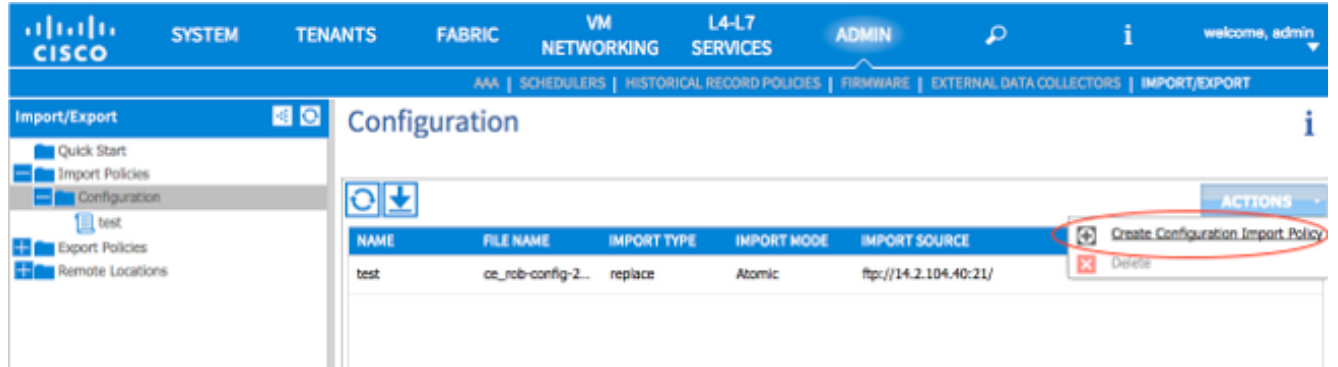 CISCO
SYSTEM
TENANTS
FABRIC
VM
NETWORKING
L4-L7
SERVICES
ADMIN
i
welcome, admin
AAA | SCHEDULERS | HISTORICAL RECORD POLICIES | FIRMWARE | EXTERNAL DATA COLLECTORS | IMPORT/EXPORT
Import/Export
Quick Start
Import Policies
Configuration
test
Export Policies
Remote Locations
Configuration
i
ACTIONS
Create Configuration Import Policy
Delete
NAME FILE NAME IMPORT TYPE IMPORT MODE IMPORT SOURCE
test ce_rob-config-2... replace Atomic ftp://14.2.104.40:21/